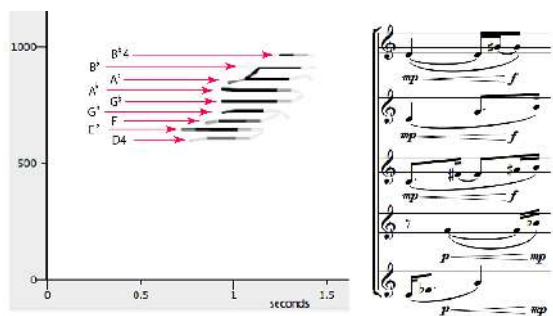 1000
500
0
B♮4
B♭
A♮
A♭
G♮
G♭
F
E♭
D4
0
0.5
1
1.5
seconds
mp f
mp f
mp f
p mp
p mp